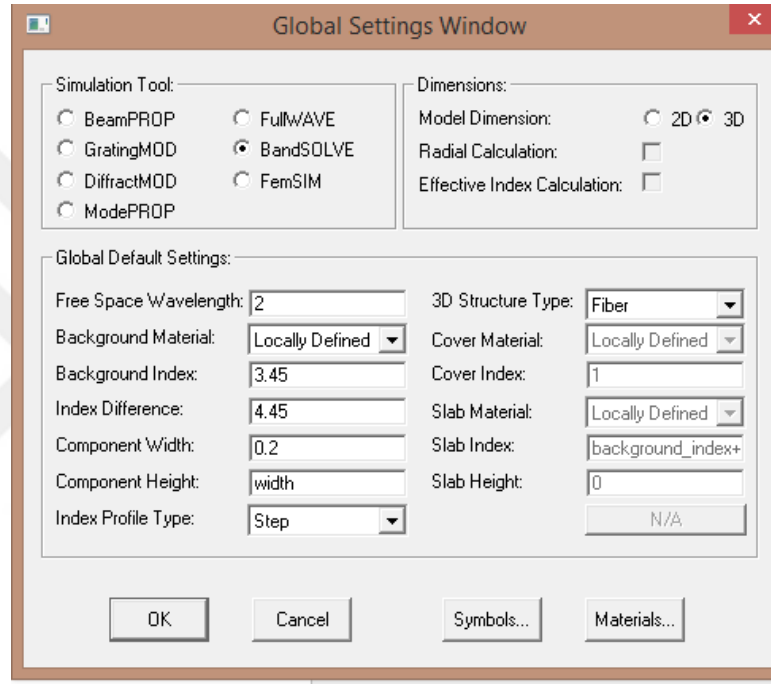 Global Settings Window
Simulation Tool:
BeamPROP FullWAVE
GratingMOD BandSOLVE
DiffractMOD FemSIM
ModePROP
Dimensions:
Model Dimension: 2D 3D
Radial Calculation:
Effective Index Calculation:
Global Default Settings:
Free Space Wavelength: 2 3D Structure Type: Fiber
Background Material: Locally Defined Cover Material: Locally Defined
Background Index: 3.45 Cover Index: 1
Index Difference: 4.45 Slab Material: Locally Defined
Component Width: 0.2 Slab Index: background_index+
Component Height: width Slab Height: 0
Index Profile Type: Step N/A
OK Cancel Symbols... Materials...